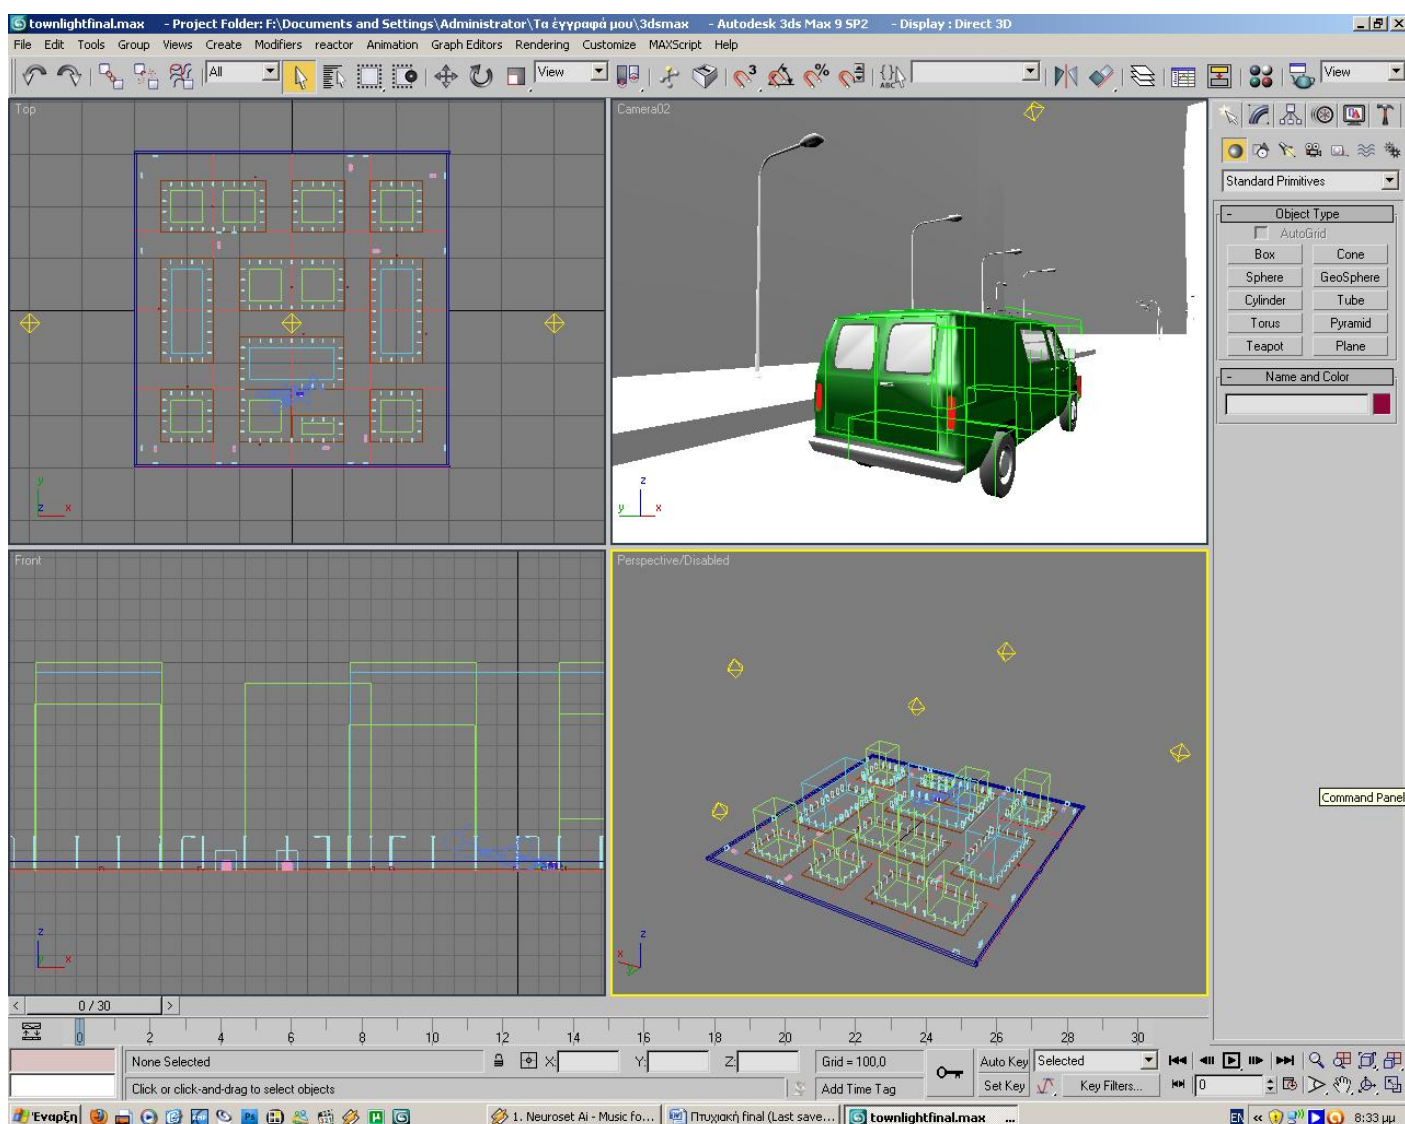 townlightfinal.max - Project Folder: F:\Documents and Settings\Administrator\Τα έγγραφά μου\3dsmax - Autodesk 3ds Max 9 SP2 - Display : Direct 3D
File Edit Tools Group Views Create Modifiers reactor Animation Graph Editors Rendering Customize MAXScript Help
All View View
Top Camera02
Standard Primitives
- Object Type
AutoGrid
Box Cone
Sphere GeoSphere
Cylinder Tube
Torus Pyramid
Teapot Plane
- Name and Color
y z x
z y x
Front Perspective/Disabled
Command Panel
z y x
z x y
< 0 / 30 >
0 2 4 6 8 10 12 14 16 18 20 22 24 26 28 30
None Selected X: Y: Z: Grid = 100,0 Auto Key Selected
Click or click-and-drag to select objects Add Time Tag Set Key Key Filters... 0
Έναρξη 1. Neuroset Ai - Music fo... Πτυχιακή final (Last save... townlightfinal.max ... EN « 8:33 μμ